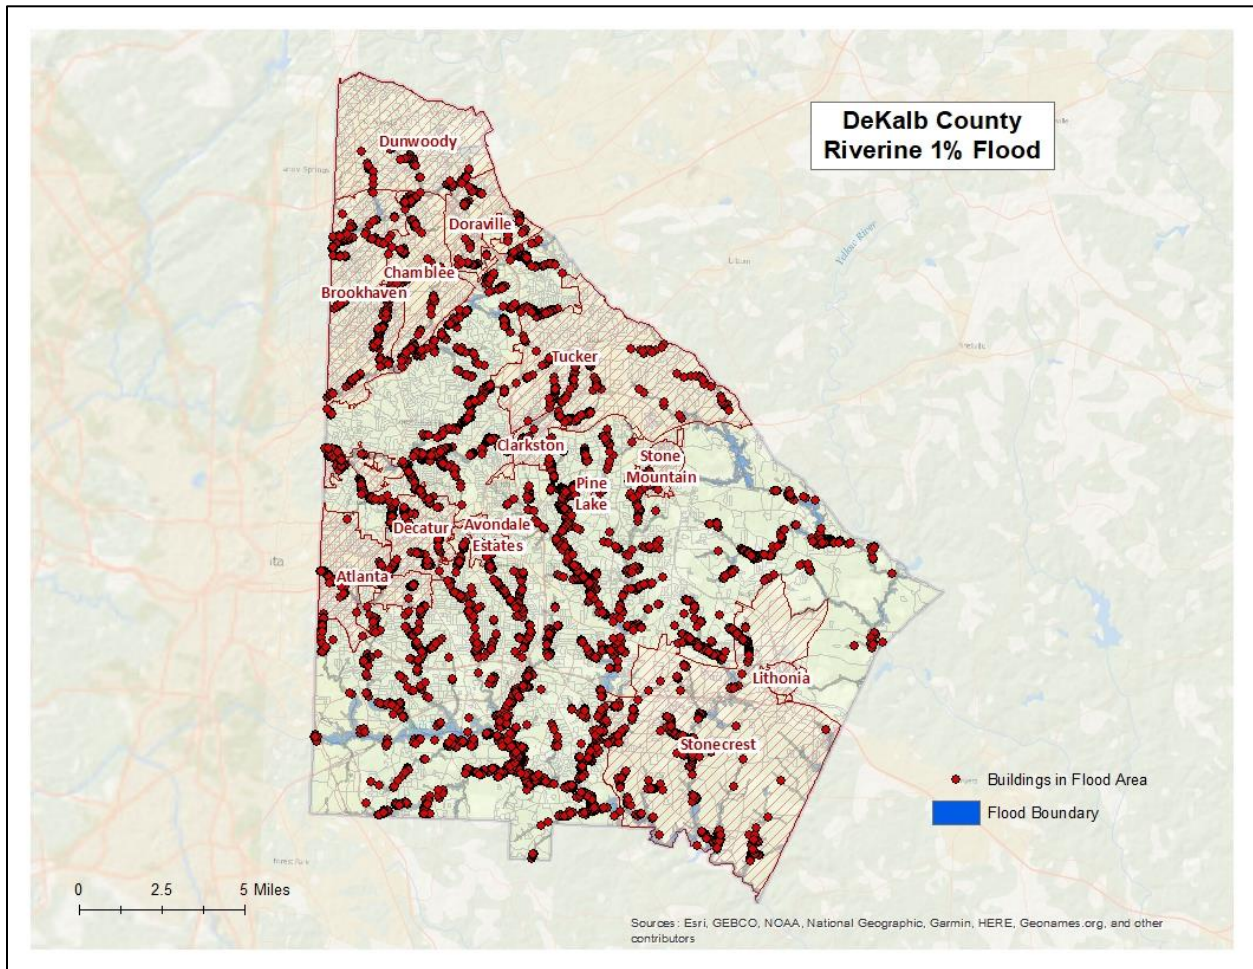 DeKalb County
Riverine 1% Flood
Dunwoody
Doraville
Chamblee
Brookhaven
Yellow River
Tucker
Clarkston
Stone
Mountain
Pine
Lake
Decatur
Avondale
Estates
Atlanta
Lithonia
Stonecrest
Buildings in Flood Area
Flood Boundary
0 2.5 5 Miles
Sources: Esri, GEBCO, NOAA, National Geographic, Garmin, HERE, Geonames.org, and other
contributors